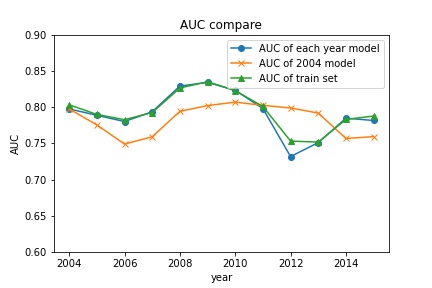 AUC compare
AUC of each year model
AUC of 2004 model
AUC of train set
0.90
0.85
0.80
0.75
0.70
0.65
0.60
AUC
2004 2006 2008 2010 2012 2014
year